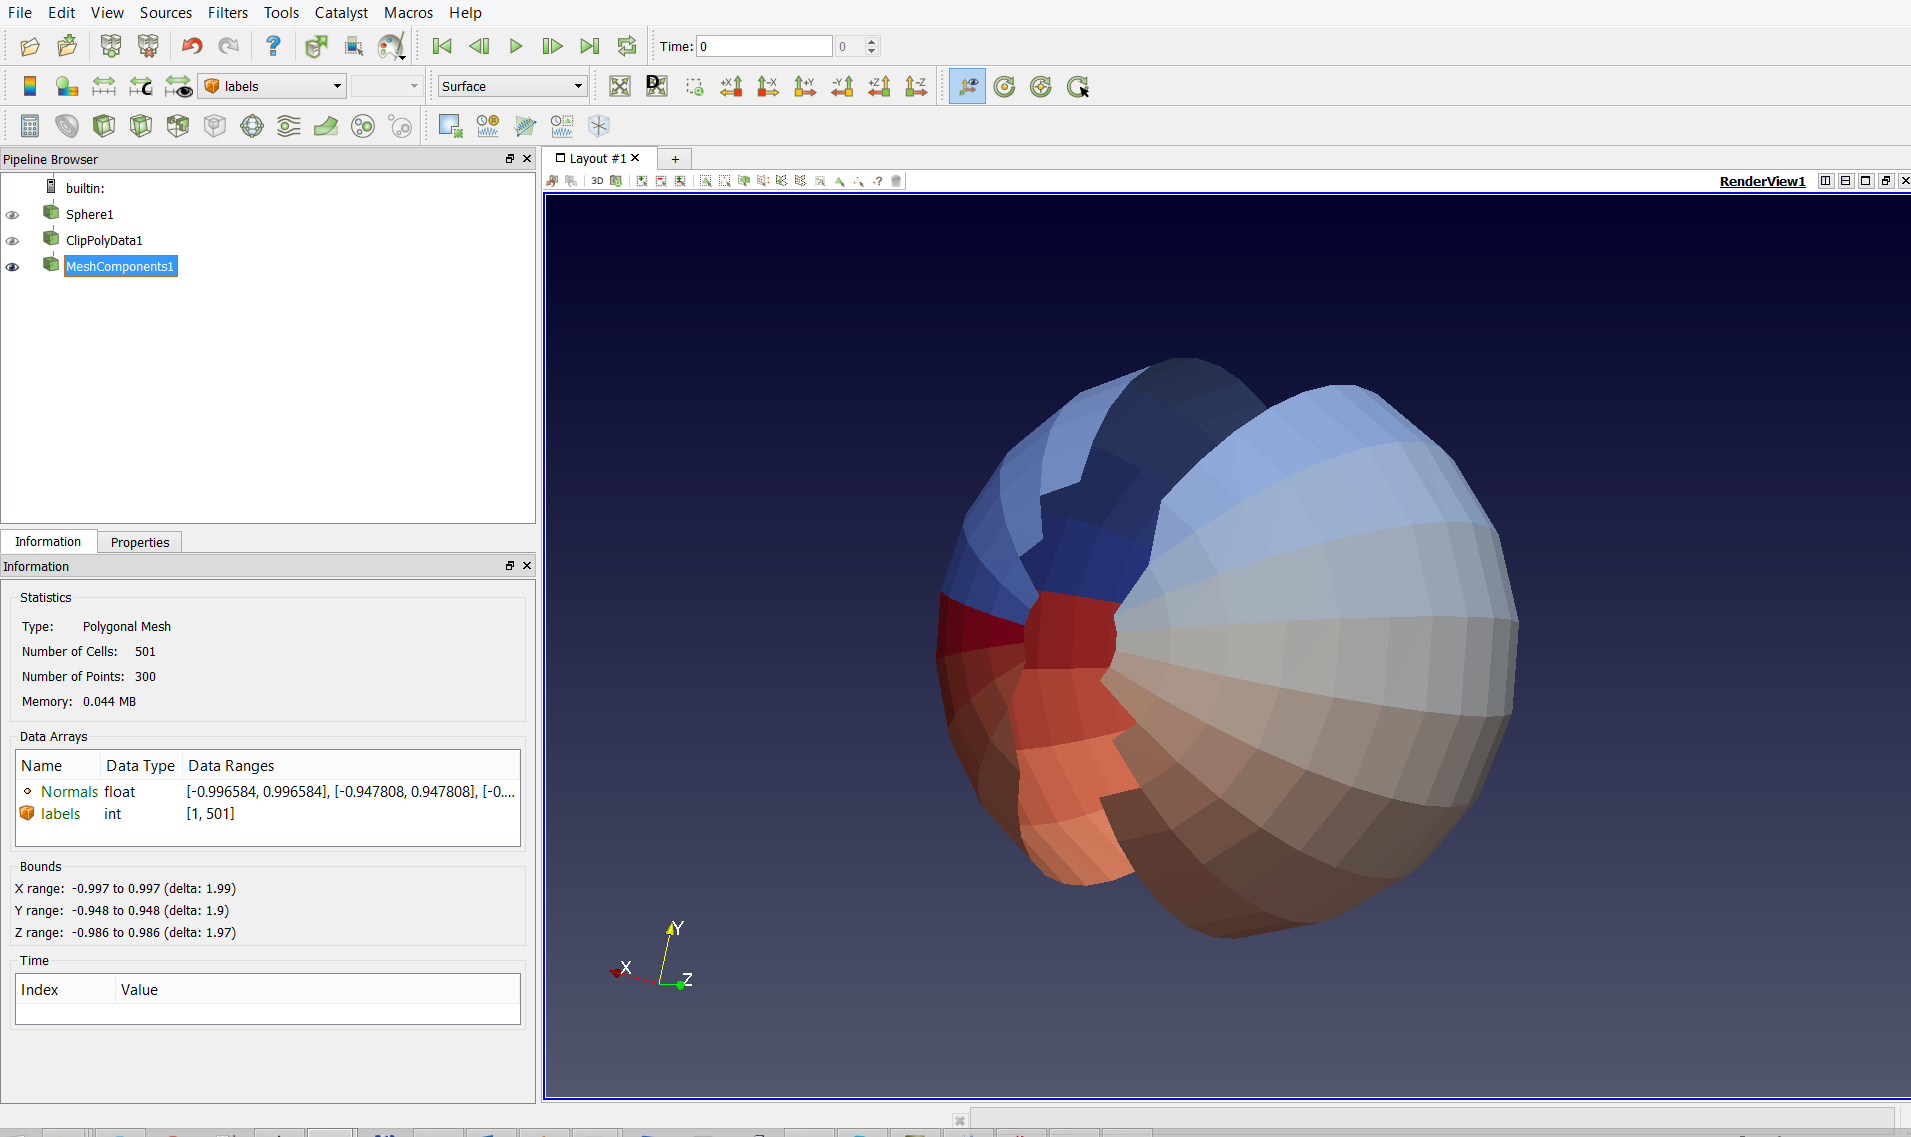 File Edit View Sources Filters Tools Catalyst Macros Help
Time: 0 0
C labels Surface D +X -X +Y -Y +Z -Z
Pipeline Browser
Layout #1 +
builtin:
3D ? RenderView1
Sphere1
ClipPolyData1
MeshComponents1
Information Properties
Information
Statistics
Type: Polygonal Mesh
Number of Cells: 501
Number of Points: 300
Memory: 0.044 MB
Data Arrays
Name Data Type Data Ranges
Normals float [-0.996584, 0.996584], [-0.947808, 0.947808], [-0....
labels int [1, 501]
Bounds
X range: -0.997 to 0.997 (delta: 1.99)
Y range: -0.948 to 0.948 (delta: 1.9)
Z range: -0.986 to 0.986 (delta: 1.97)
Time
Index Value
Y
X
Z